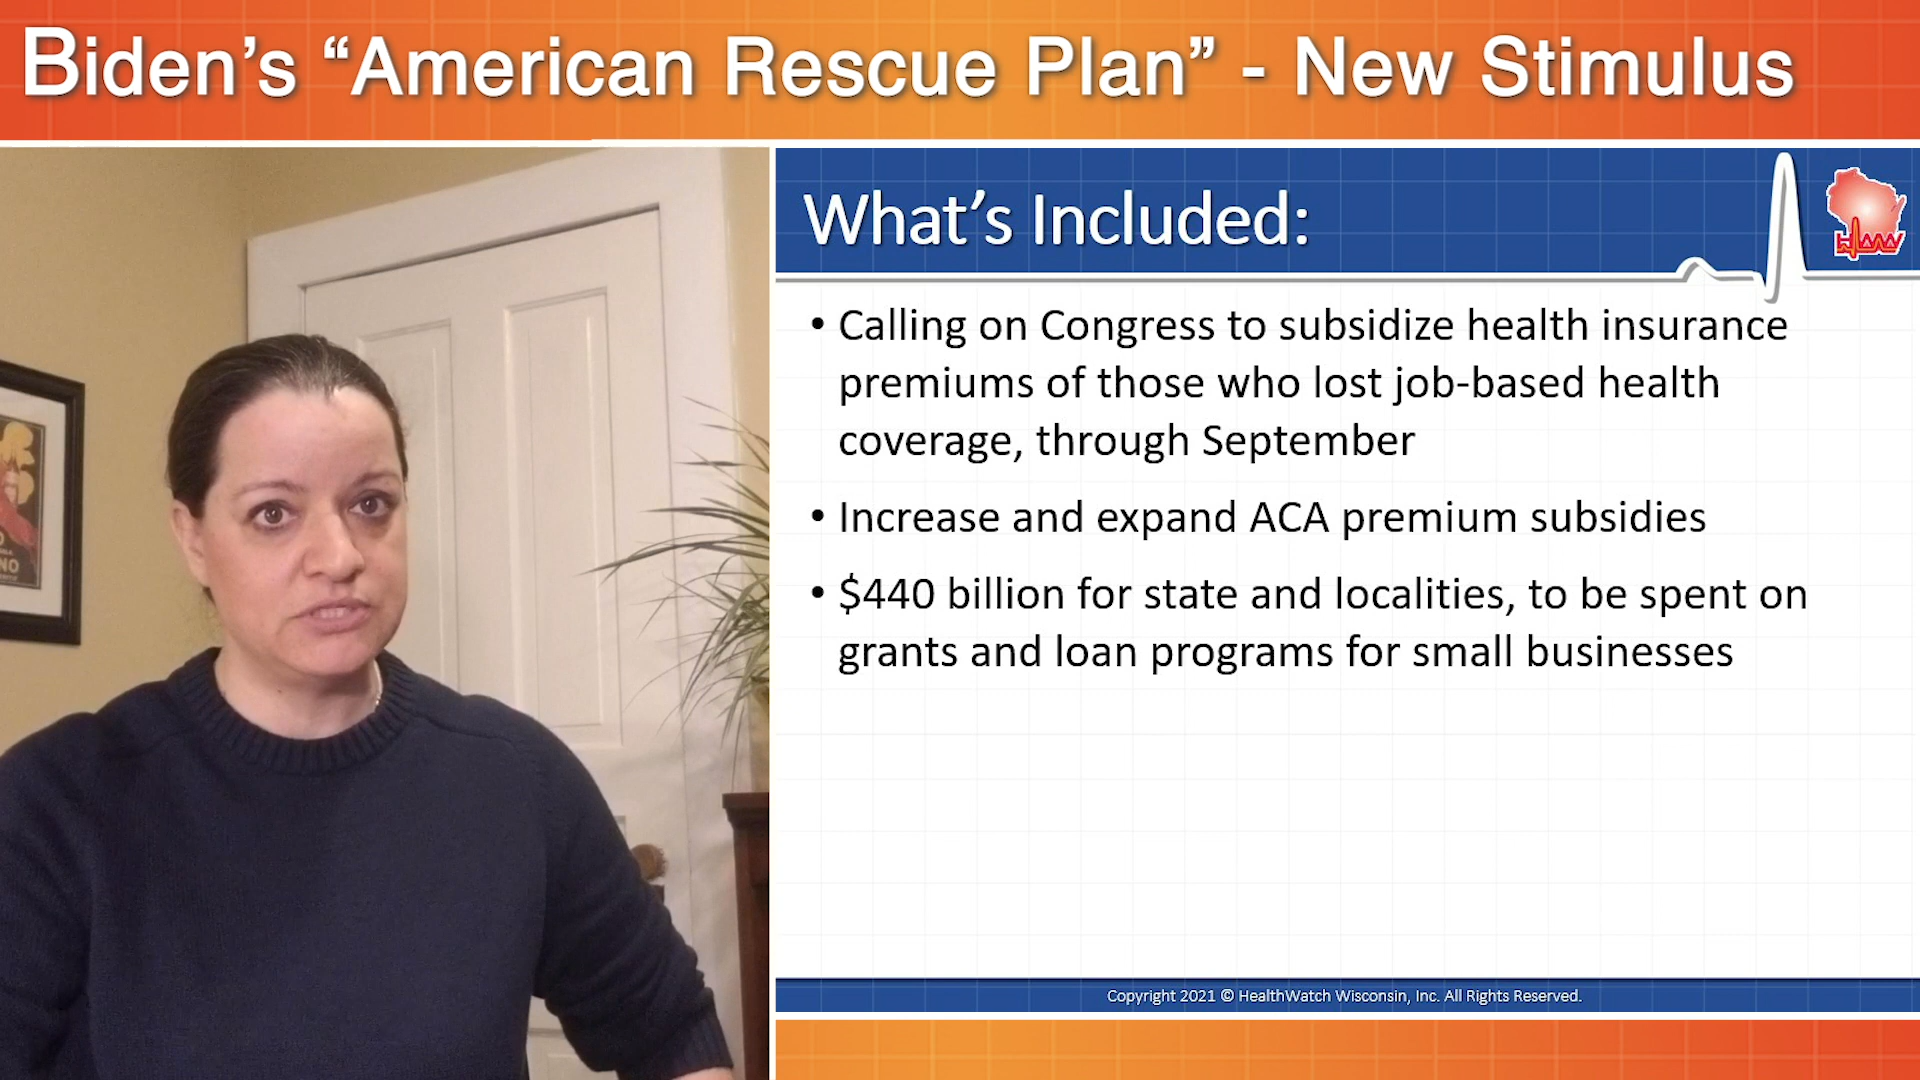 Biden’s “American Rescue Plan” - New Stimulus
What’s Included:
• Calling on Congress to subsidize health insurance
premiums of those who lost job-based health
coverage, through September
• Increase and expand ACA premium subsidies
• $440 billion for state and localities, to be spent on
grants and loan programs for small businesses
NO
Copyright 2021 © HealthWatch Wisconsin, Inc. All Rights Reserved.